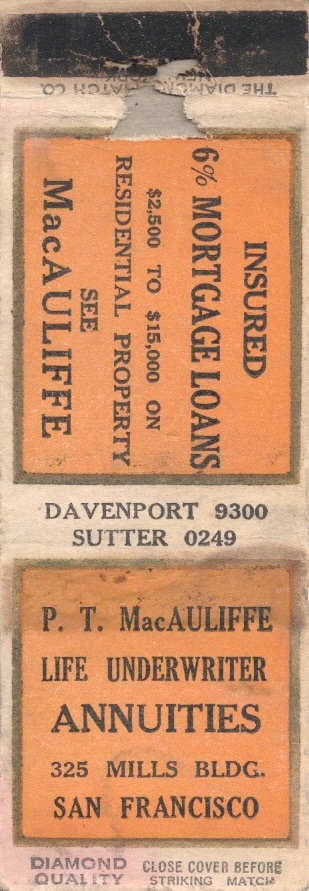 THE DIAMOND MATCH CO.
NEW YORK
INSURED
6% MORTGAGE LOANS
$2,500 TO $15,000 ON
RESIDENTIAL PROPERTY
SEE
MacAULIFFE
DAVENPORT 9300
SUTTER 0249
P. T. MacAULIFFE
LIFE UNDERWRITER
ANNUITIES
325 MILLS BLDG.
SAN FRANCISCO
DIAMOND QUALITY
CLOSE COVER BEFORE
STRIKING MATCH